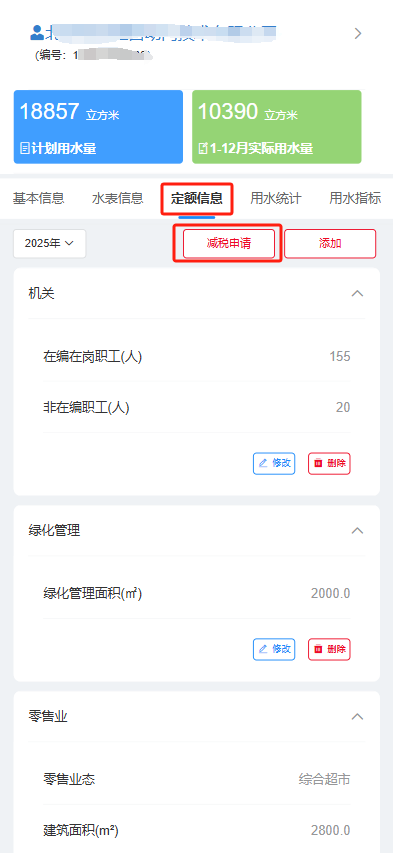 (编号: 1
18857 立方米
计划用水量
10390 立方米
1-12月实际用水量
基本信息 水表信息 定额信息 用水统计 用水指标
2025年 减税申请 添加
机关
在编在岗职工(人) 155
非在编职工(人) 20
修改 删除
绿化管理
绿化管理面积(㎡) 2000.0
修改 删除
零售业
零售业态 综合超市
建筑面积(m²) 2800.0